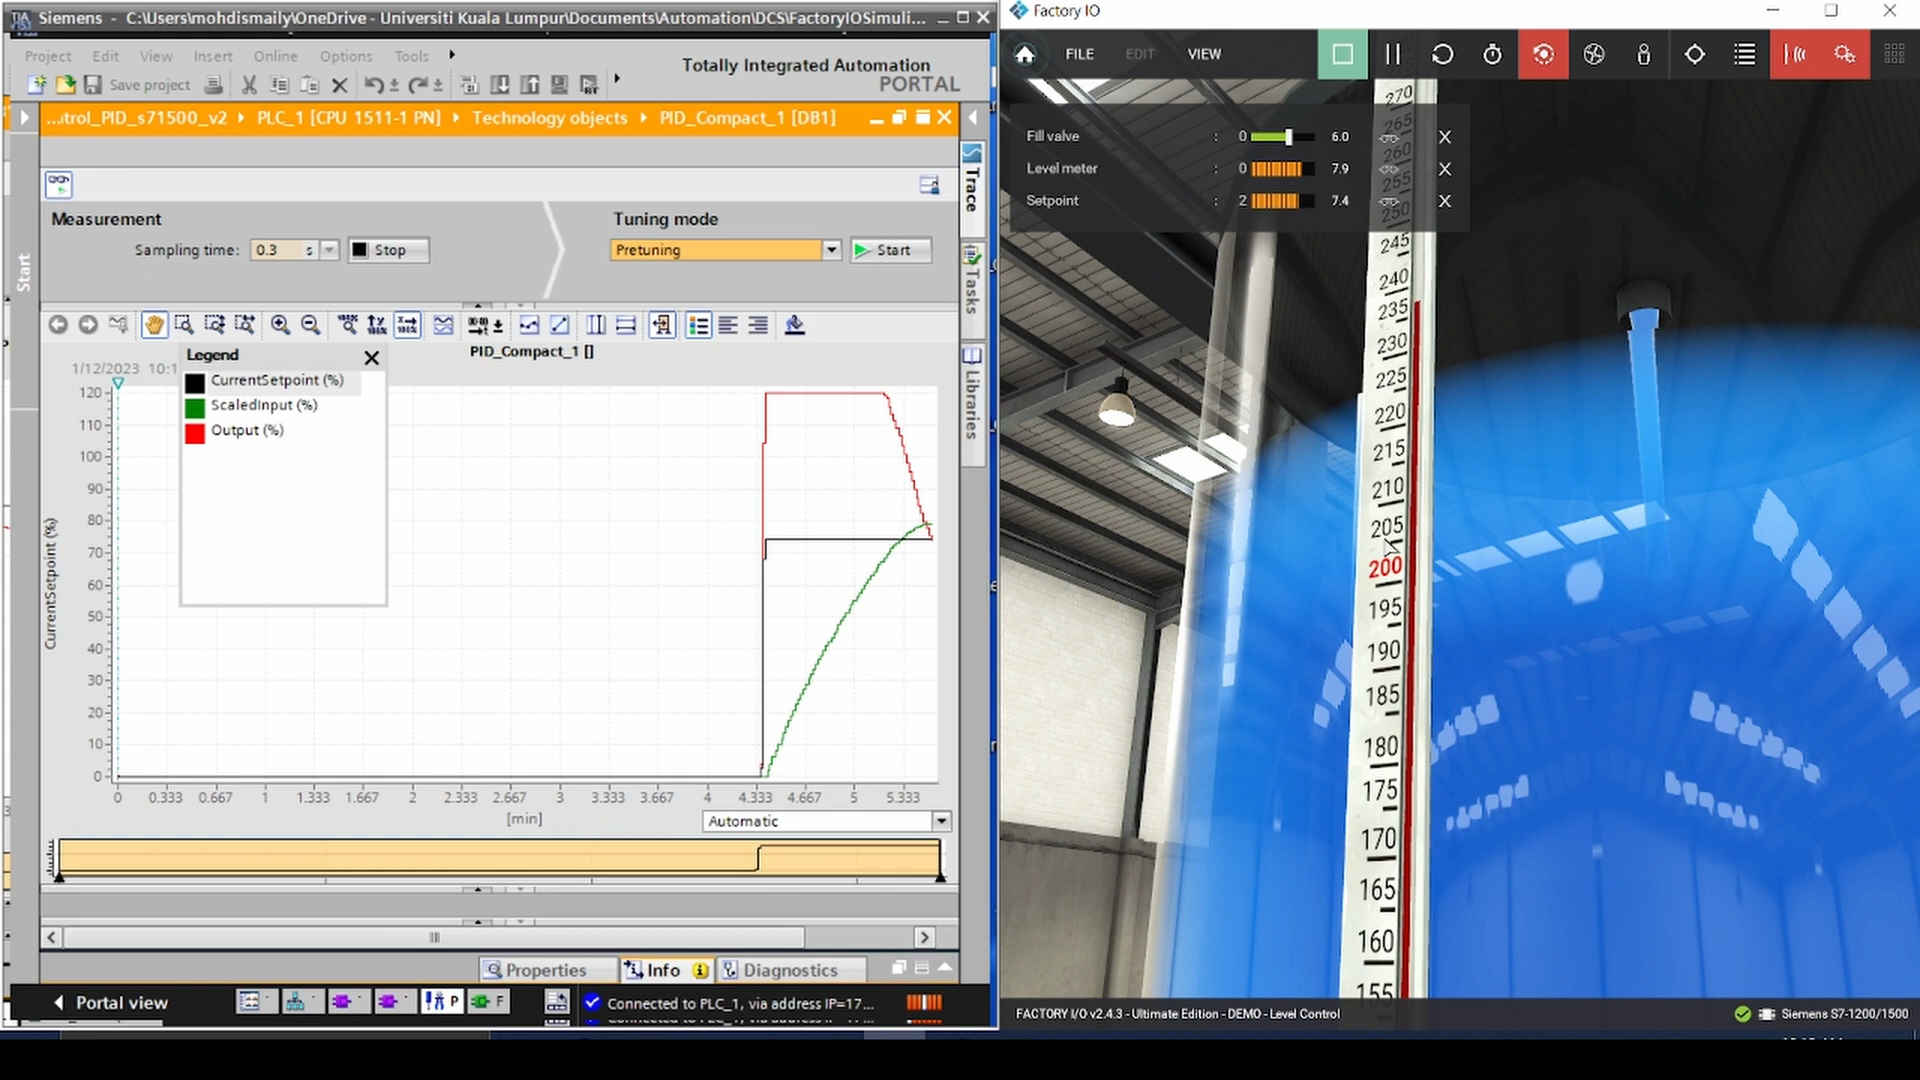 Siemens - C:\Users\mohdismaily\OneDrive - Universiti Kuala Lumpur\Documents\Automation\DCS\FactoryIOSimuli...
Project Edit View Insert Online Options Tools
Totally Integrated Automation
PORTAL
Save project
...ıtrol_PID_s71500_v2 PLC_1 [CPU 1511-1 PN] Technology objects PID_Compact_1 [DB1]
Start
Measurement
Sampling time: 0.3 s Stop
Tuning mode
Pretuning Start
Trace
Tasks
Libraries
PID_Compact_1 []
1/12/2023 10:1
Legend
CurrentSetpoint (%)
ScaledInput (%)
Output (%)
CurrentSetpoint (%)
120
110
100
90
80
70
60
50
40
30
20
10
0
0 0.333 0.667 1 1.333 1.667 2 2.333 2.667 3 3.333 3.667 4 4.333 4.667 5 5.333
[min]
Automatic
Properties Info Diagnostics
Portal view
P F
Connected to PLC_1, via address IP=17...
Factory IO
FILE EDIT VIEW
Fill valve : 0 6.0 X
Level meter : 0 7.9 X
Setpoint : 2 7.4 X
270
265
260
255
250
245
240
235
230
225
220
215
210
205
200
195
190
185
180
175
170
165
160
155
FACTORY I/O v2.4.3 - Ultimate Edition - DEMO - Level Control
Siemens S7-1200/1500